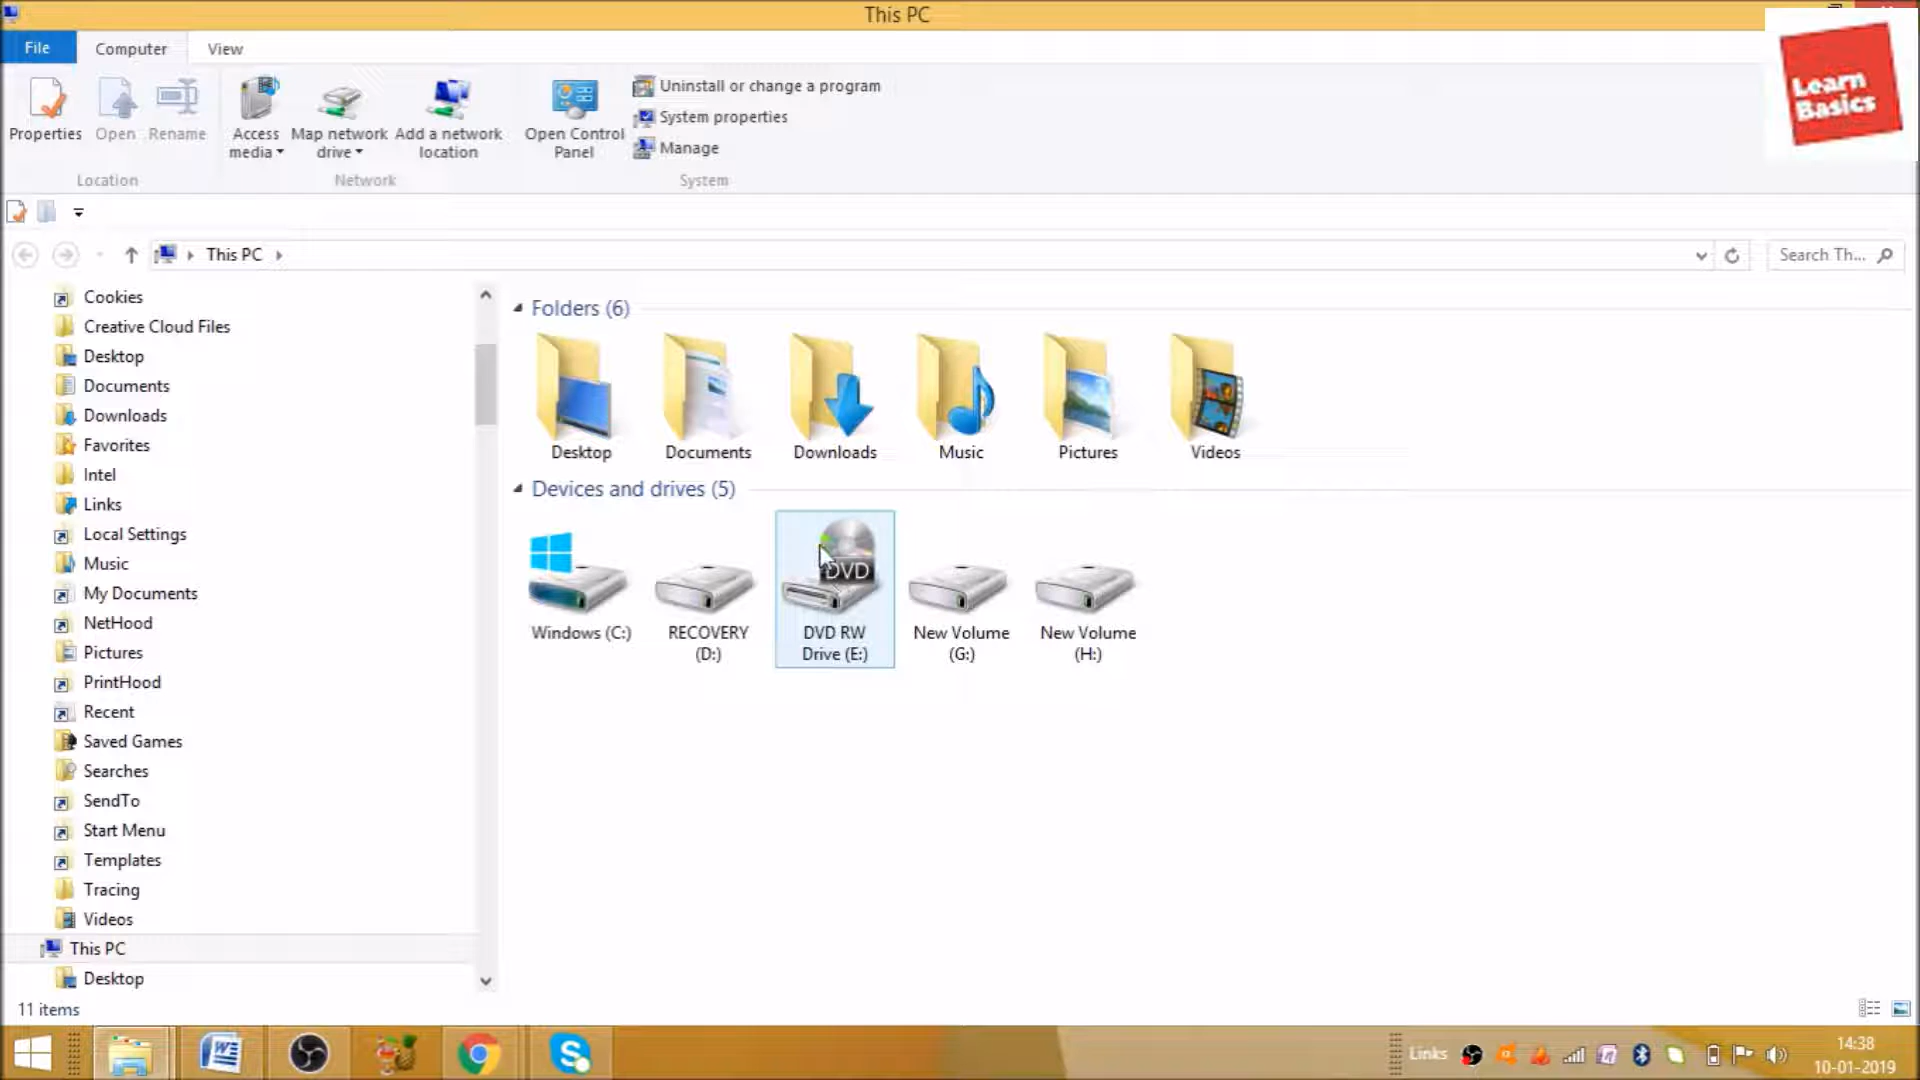 This PC
File
Computer
View
Learn
Basics
Properties
Open
Rename
Access
media
Map network
drive
Add a network
location
Open Control
Panel
Uninstall or change a program
System properties
Manage
Location
Network
System
This PC
Search Th...
Cookies
Creative Cloud Files
Desktop
Documents
Downloads
Favorites
Intel
Links
Local Settings
Music
My Documents
NetHood
Pictures
PrintHood
Recent
Saved Games
Searches
SendTo
Start Menu
Templates
Tracing
Videos
This PC
Desktop
Folders (6)
Desktop
Documents
Downloads
Music
Pictures
Videos
Devices and drives (5)
DVD
Windows (C:)
RECOVERY
(D:)
DVD RW
Drive (E:)
New Volume
(G:)
New Volume
(H:)
11 items
Links
14:38
10-01-2019